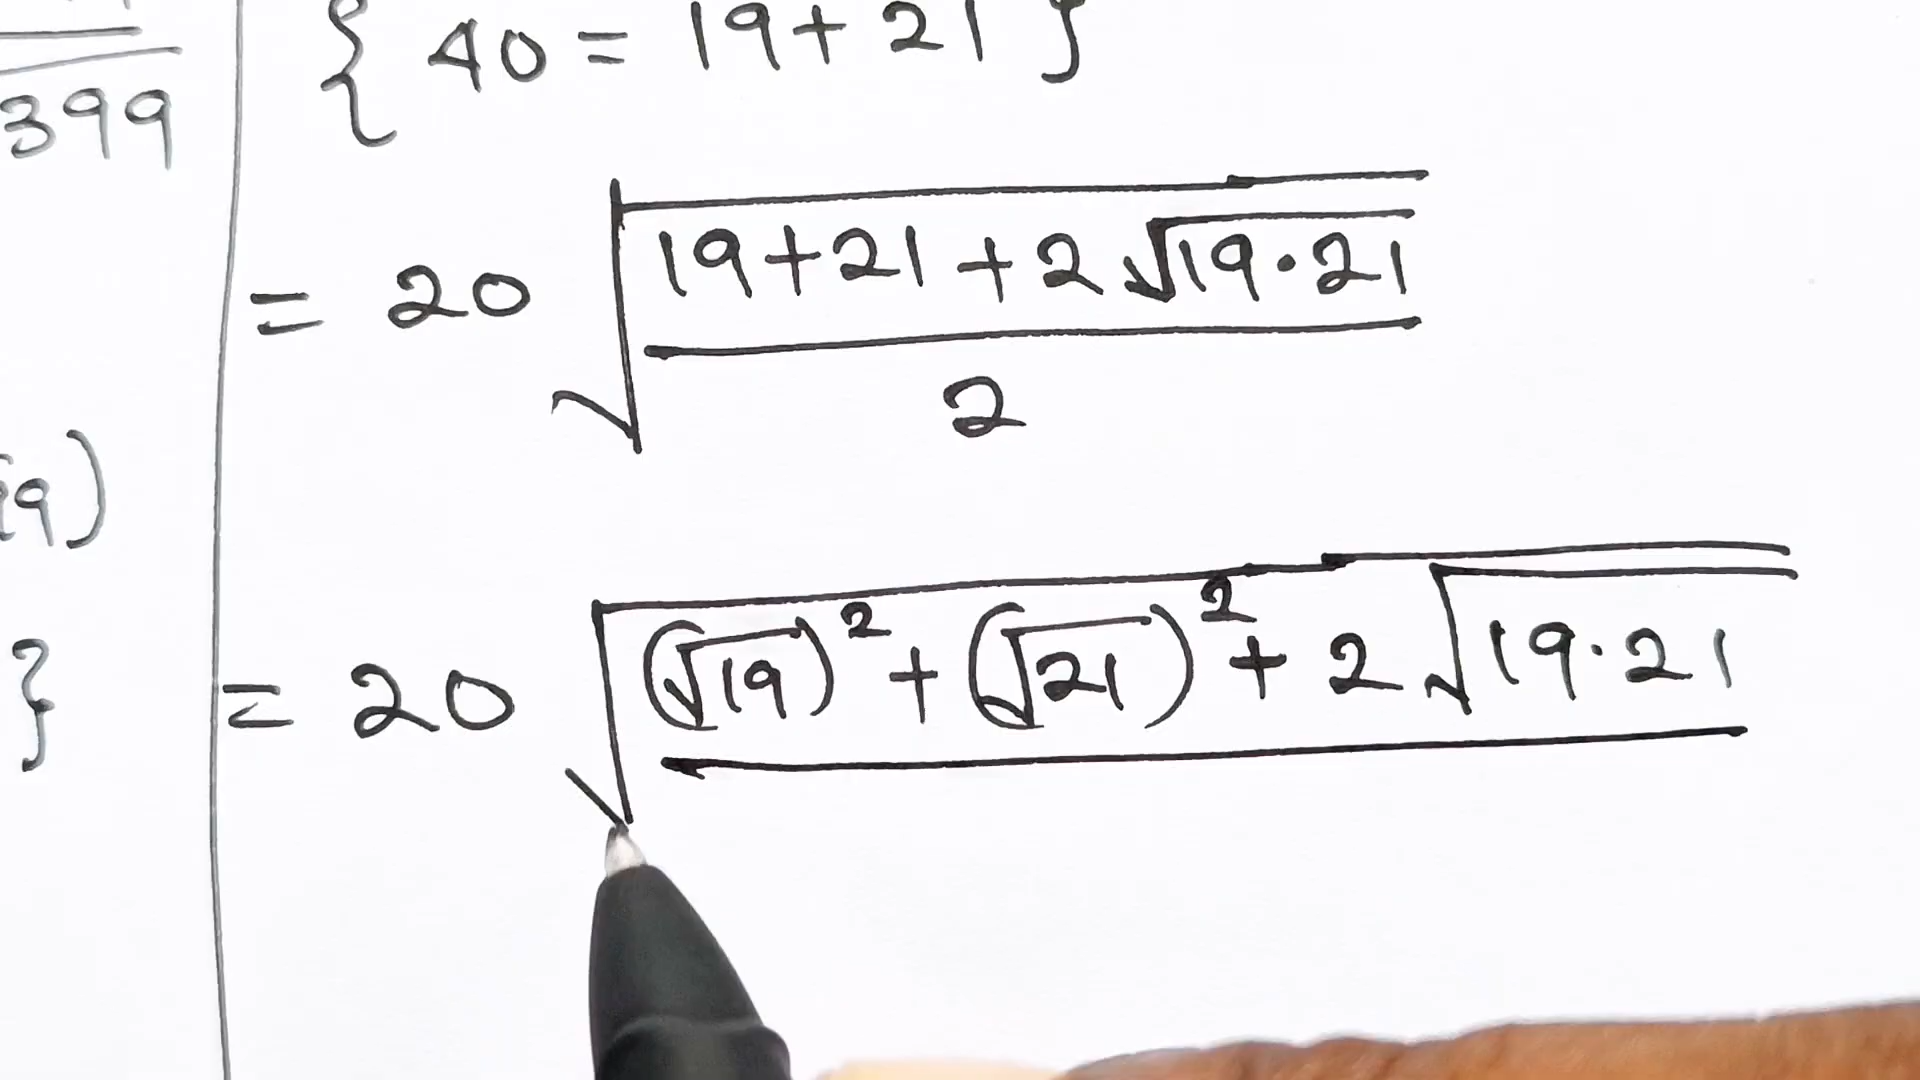 399
9)
}
{ 40 = 19 + 21 }
= 20 √((19 + 21 + 2 √(19 · 21)) / 2)
= 20 √((√19)² + (√21)² + 2 √(19 · 21))